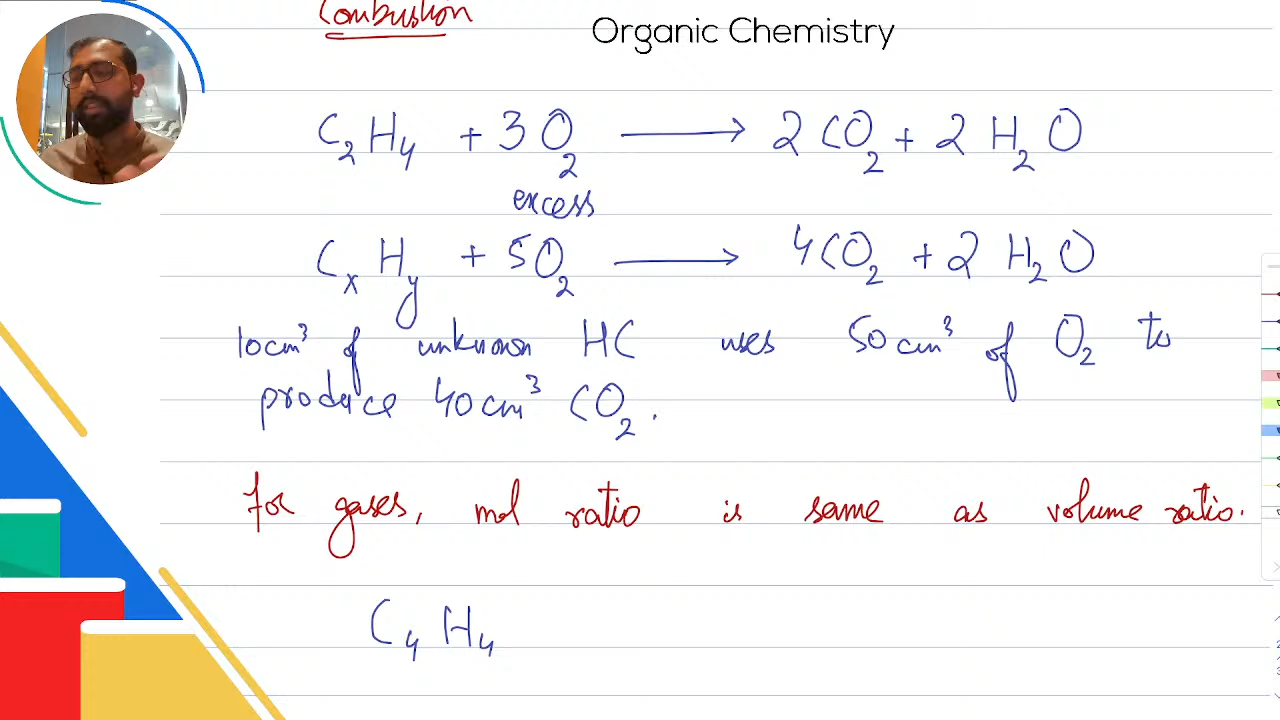 Combustion
Organic Chemistry
C₂H₄ + 3O₂ ⟶ 2CO₂ + 2H₂O
excess
CₓHᵧ + 5O₂ ⟶ 4CO₂ + 2H₂O
10cm³ of unknown HC uses 50cm³ of O₂ to
produce 40cm³ CO₂.
for gases, mol ratio is same as volume ratio.
C₄H₄